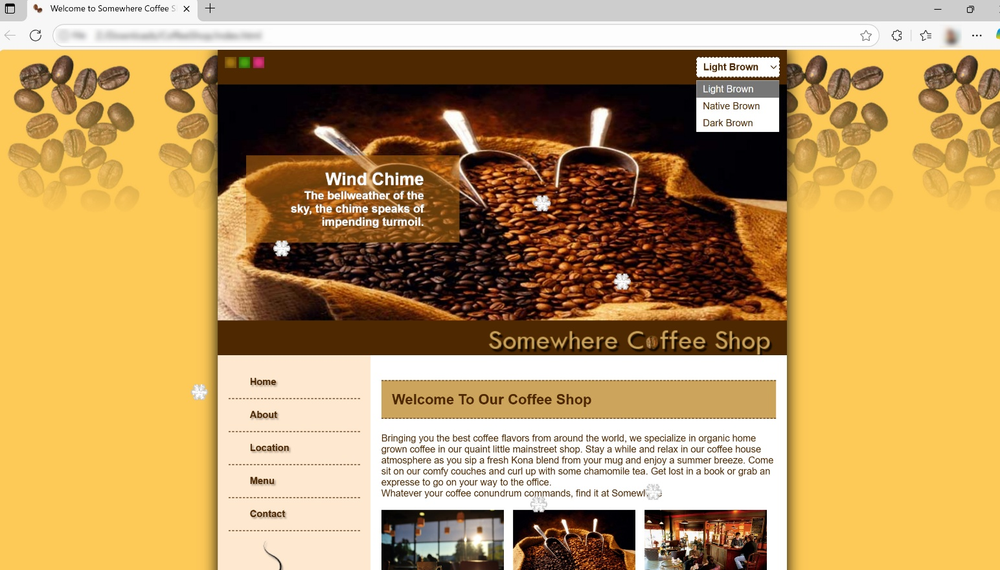 Welcome to Somewhere Coffee S
Light Brown
Light Brown
Native Brown
Dark Brown
Wind Chime
The bellweather of the
sky, the chime speaks of
impending turmoil.
Somewhere Coffee Shop
Home
About
Location
Menu
Contact
Welcome To Our Coffee Shop
Bringing you the best coffee flavors from around the world, we specialize in organic home
grown coffee in our quaint little mainstreet shop. Stay a while and relax in our coffee house
atmosphere as you sip a fresh Kona blend from your mug and enjoy a summer breeze. Come
sit on our comfy couches and curl up with some chamomile tea. Get lost in a book or grab an
expresse to go on your way to the office.
Whatever your coffee conundrum commands, find it at